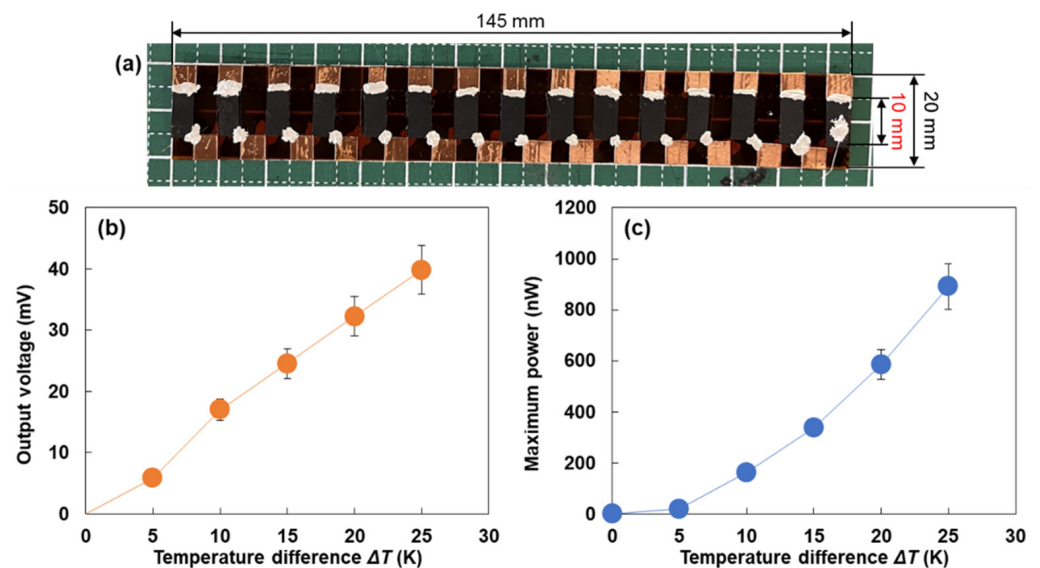 145 mm
(a)
10 mm
20 mm
(b)
50
40
30
20
10
0
Output voltage (mV)
0 5 10 15 20 25 30
Temperature difference ΔT (K)
(c)
1200
1000
800
600
400
200
0
Maximum power (nW)
0 5 10 15 20 25 30
Temperature difference ΔT (K)